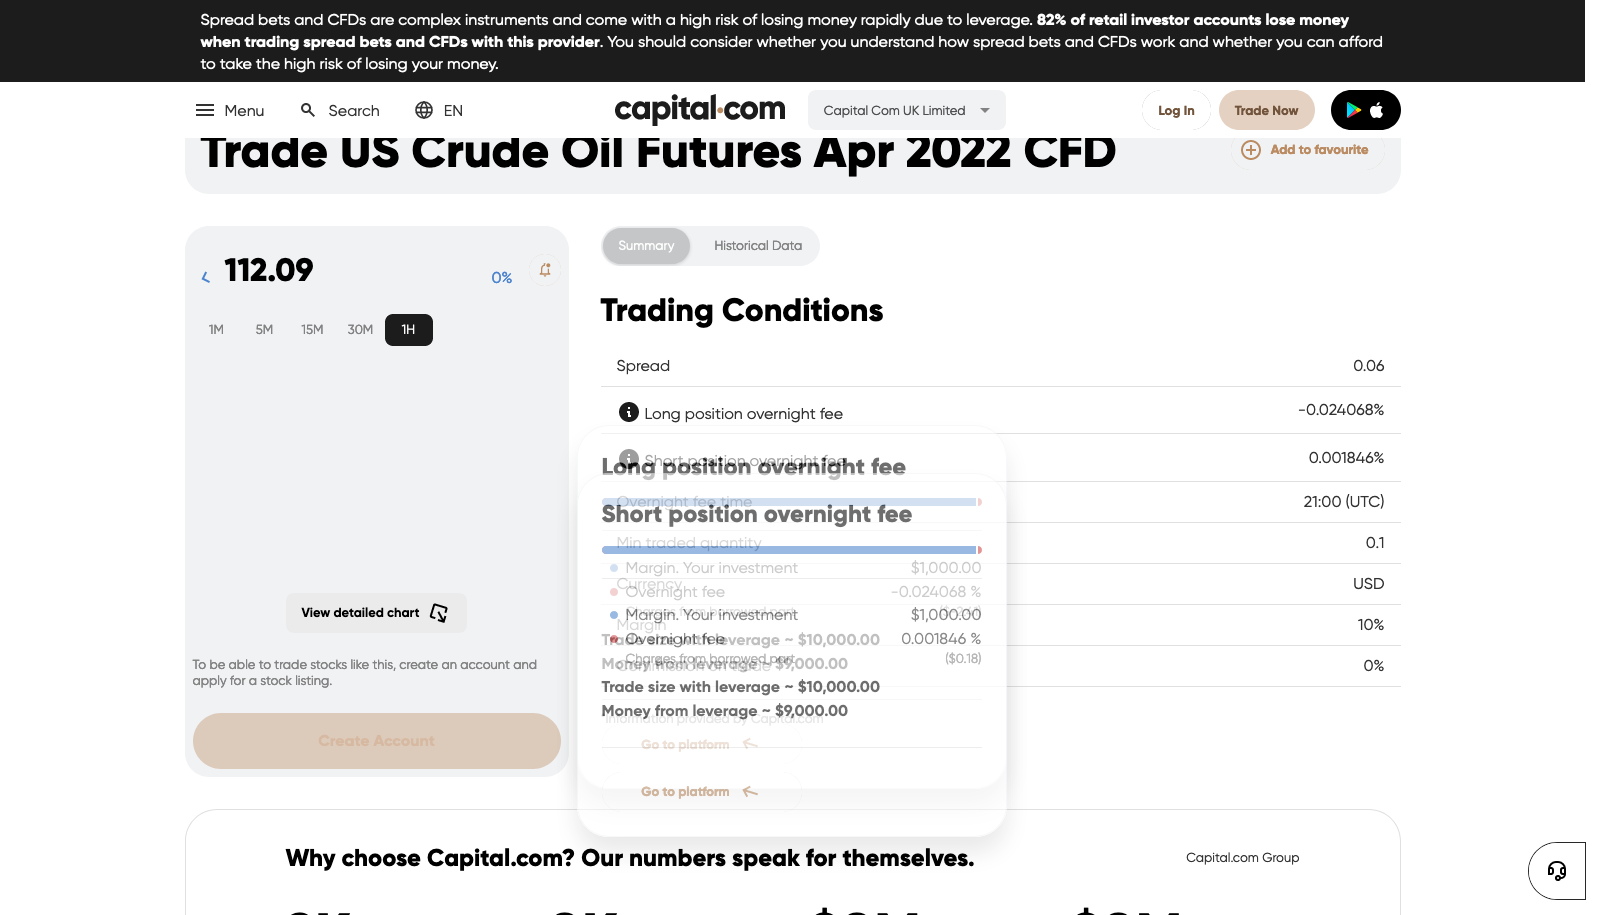 Spread bets and CFDs are complex instruments and come with a high risk of losing money rapidly due to leverage. 82% of retail investor accounts lose money
when trading spread bets and CFDs with this provider. You should consider whether you understand how spread bets and CFDs work and whether you can afford
to take the high risk of losing your money.
Menu
Search
EN
capital.com
Capital Com UK Limited
Log In
Trade Now
Trade US Crude Oil Futures Apr 2022 CFD
Add to favourite
112.09
0%
1M 5M 15M 30M 1H
View detailed chart
To be able to trade stocks like this, create an account and
apply for a stock listing.
Create Account
Summary
Historical Data
Trading Conditions
Spread 0.06
Long position overnight fee -0.024068%
Short position overnight fee 0.001846%
Overnight fee time 21:00 (UTC)
Min traded quantity 0.1
Currency USD
Margin 10%
0%
Information provided by Capital.com
Long position overnight fee
Margin. Your investment $1,000.00
Overnight fee -0.024068 %
Charges from borrowed part
Trade size with leverage ~ $10,000.00
Money from leverage ~ $9,000.00
Go to platform
Short position overnight fee
Margin. Your investment $1,000.00
Overnight fee 0.001846 %
Charges from borrowed part ($0.18)
Trade size with leverage ~ $10,000.00
Money from leverage ~ $9,000.00
Go to platform
Why choose Capital.com? Our numbers speak for themselves.
Capital.com Group